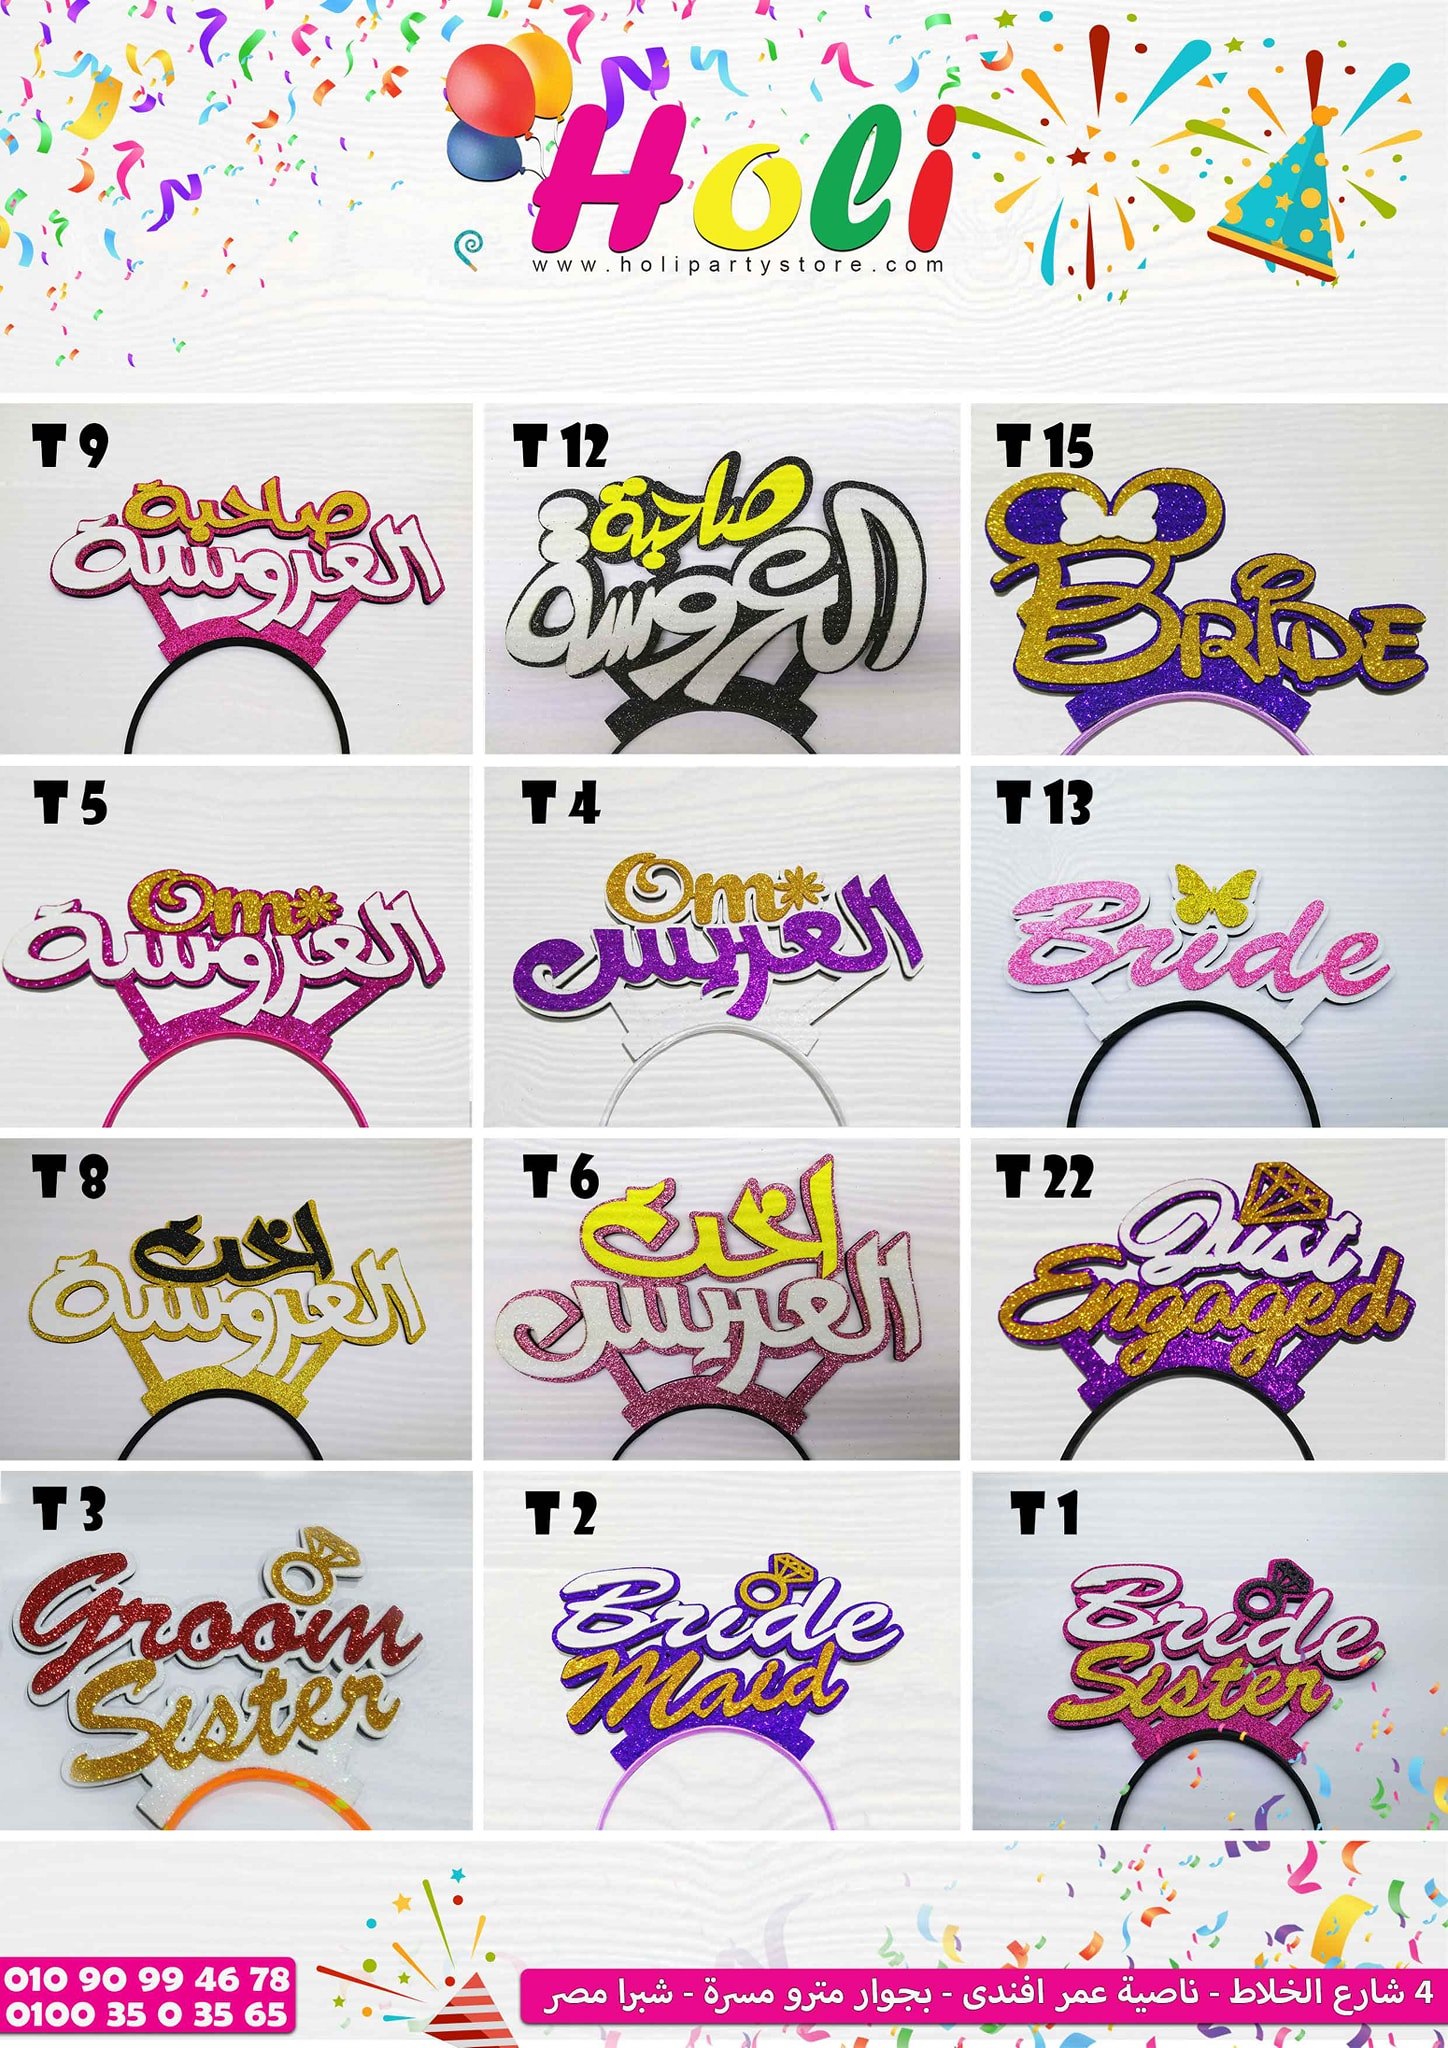 Holi
www.holipartystore.com
T 9
صاحبة
العروسة
T 12
صاحبة
العروسة
T 15
BRIDE
T 5
Om
العروسة
T 4
Om
العريس
T 13
Bride
T 8
اخت
العروسة
T 6
اخت
العريس
T 22
Just
Engaged
T 3
Groom
Sister
T 2
Bride
Maid
T 1
Bride
Sister
010 90 99 46 78
0100 35 0 35 65
4 شارع الخلاط - ناصية عمر افندى - بجوار مترو مسرة - شبرا مصر